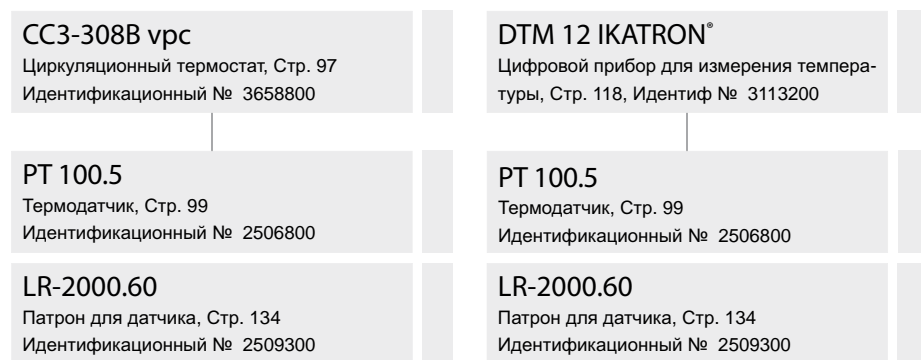 CC3-308B vpc
Циркуляционный термостат, Стр. 97
Идентификационный № 3658800
PT 100.5
Термодатчик, Стр. 99
Идентификационный № 2506800
LR-2000.60
Патрон для датчика, Стр. 134
Идентификационный № 2509300
DTM 12 IKATRON®
Цифровой прибор для измерения темпера-
туры, Стр. 118, Идентиф № 3113200
PT 100.5
Термодатчик, Стр. 99
Идентификационный № 2506800
LR-2000.60
Патрон для датчика, Стр. 134
Идентификационный № 2509300